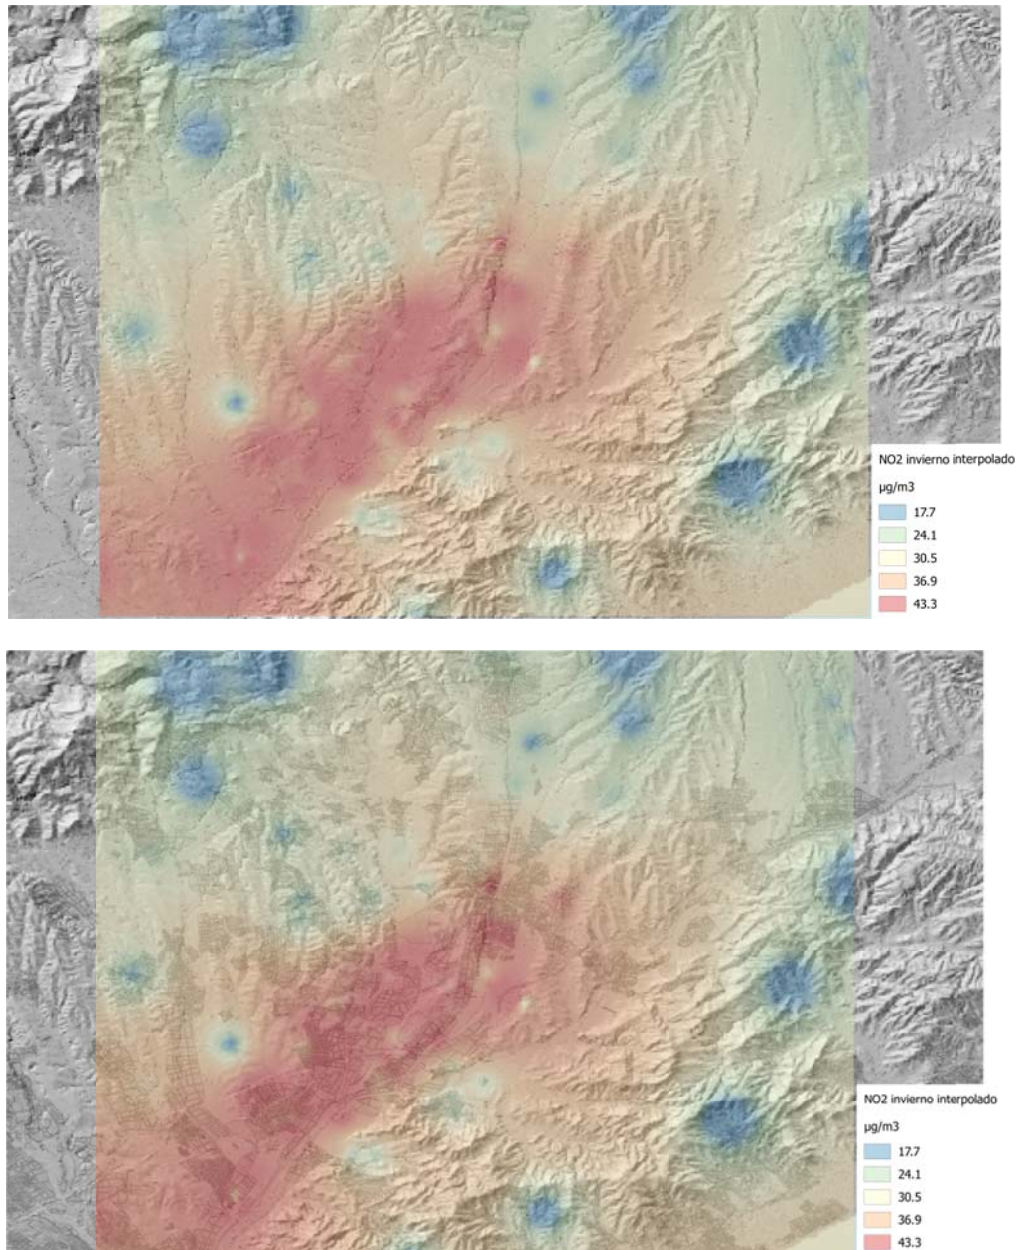 NO2 invierno interpolado
µg/m3
17.7
24.1
30.5
36.9
43.3
NO2 invierno interpolado
µg/m3
17.7
24.1
30.5
36.9
43.3